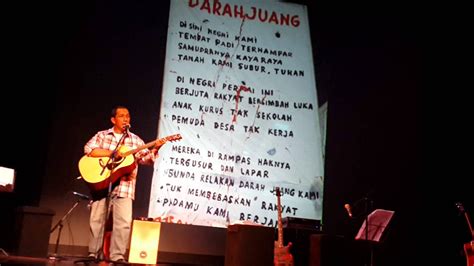 DARAH JUANG
DI SINI NEGRI KAMI
TEMPAT PADI TERHAMPAR
SAMUDRANYA KAYA RAYA
TANAH KAMI SUBUR, TUHAN
DI NEGRI PERMAI INI
BERJUTA RAKYAT BERSIMBAH LUKA
ANAK KURUS TAK SEKOLAH
PEMUDA DESA TAK KERJA
MEREKA DI RAMPAS HAKNYA
TERGUSUR DAN LAPAR
BUNDA RELAKAN DARAH JUANG KAMI
TUK MEMBEBASKAN RAKYAT
PADAMU KAMI